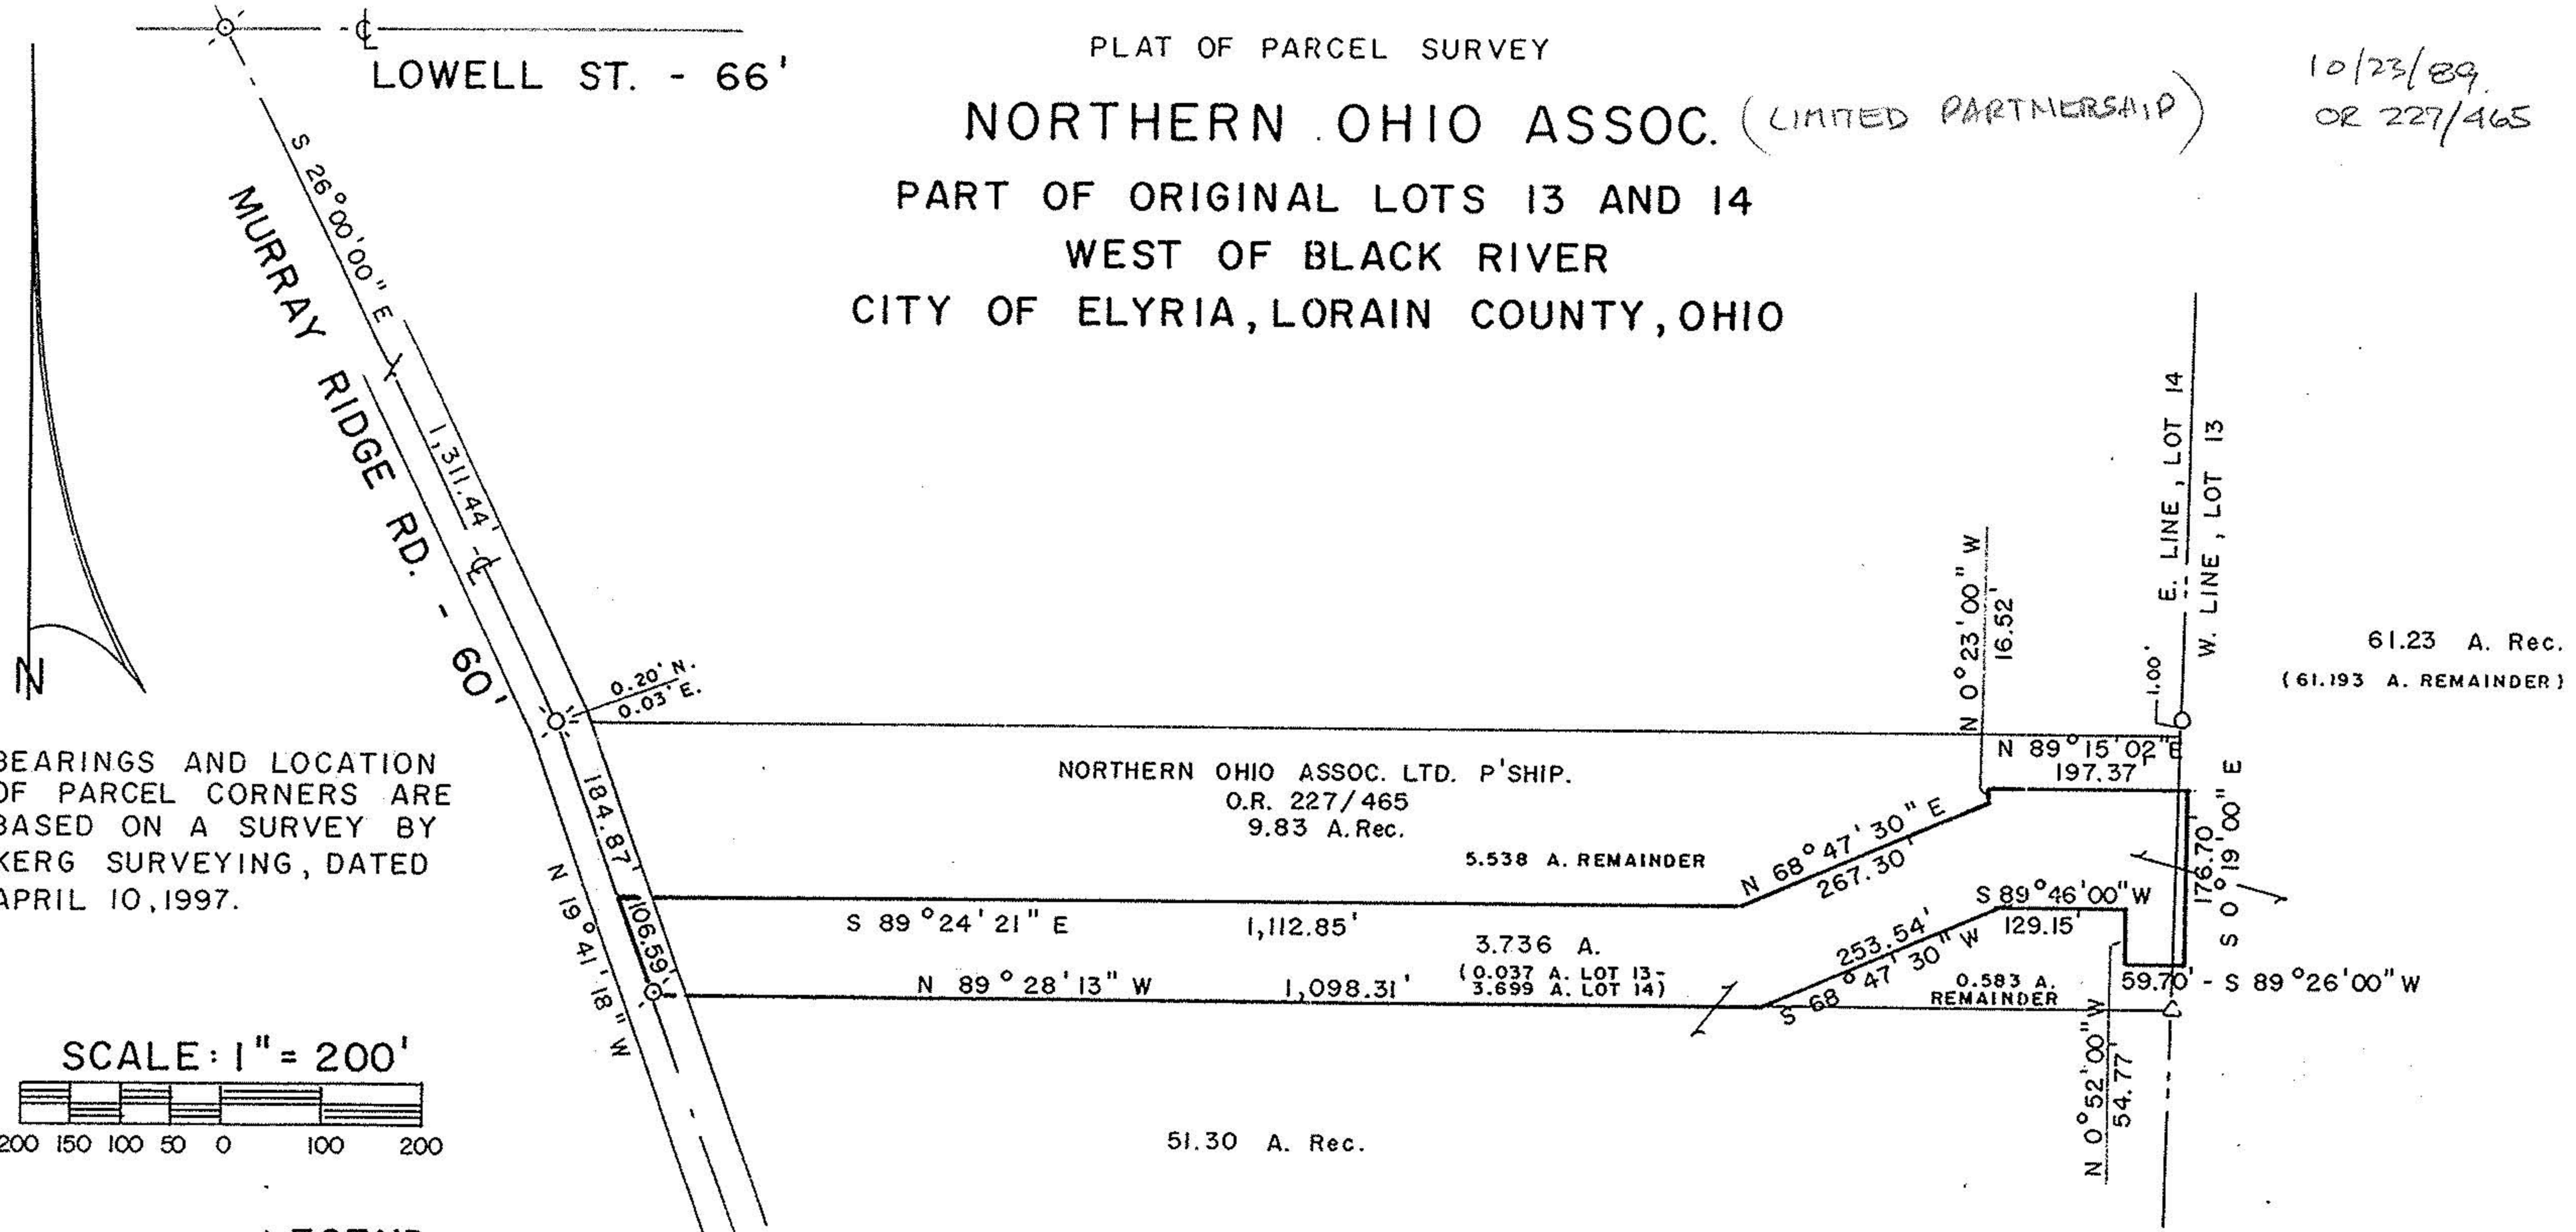 LOWELL ST. - 66'
PLAT OF PARCEL SURVEY
NORTHERN OHIO ASSOC. (LIMITED PARTNERSHIP)
10/23/89
OR 227/465
PART OF ORIGINAL LOTS 13 AND 14
WEST OF BLACK RIVER
CITY OF ELYRIA, LORAIN COUNTY, OHIO
S 26°00'00" E
1,311.44'
MURRAY RIDGE RD. - 60'
N
0.20' N.
0.03' E.
184.87'
106.59'
N 19°41'18" W
BEARINGS AND LOCATION
OF PARCEL CORNERS ARE
BASED ON A SURVEY BY
KERG SURVEYING, DATED
APRIL 10, 1997.
SCALE: 1" = 200'
200 150 100 50 0 100 200
NORTHERN OHIO ASSOC. LTD. P'SHIP.
O.R. 227/465
9.83 A. Rec.
5.538 A. REMAINDER
S 89°24'21" E 1,112.85'
3.736 A.
(0.037 A. LOT 13-
3.699 A. LOT 14)
N 89°28'13" W 1,098.31'
51.30 A. Rec.
N 68°47'30" E
267.30'
N 0°23'00" W
16.52'
E. LINE, LOT 14
W. LINE, LOT 13
1.00'
61.23 A. Rec.
(61.193 A. REMAINDER)
N 89°15'02" E
197.37'
176.70'
S 0°19'00" E
S 89°46'00" W
129.15'
253.54'
S 68°47'30" W
0.583 A.
REMAINDER
59.70' - S 89°26'00" W
N 0°52'00" W
54.77'